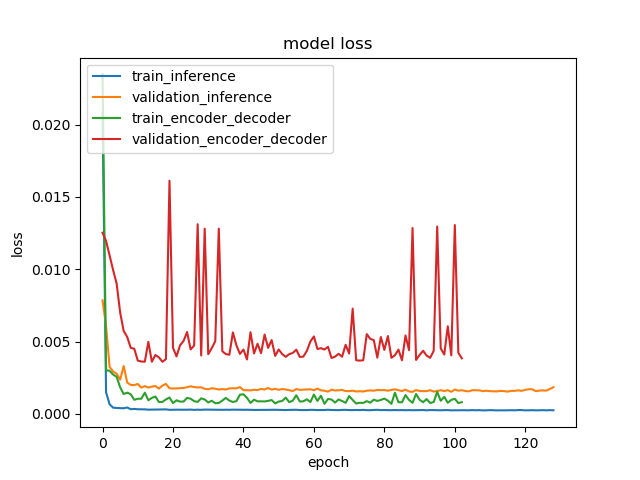 model loss
train_inference
validation_inference
train_encoder_decoder
validation_encoder_decoder
loss
0.020
0.015
0.010
0.005
0.000
0 20 40 60 80 100 120
epoch